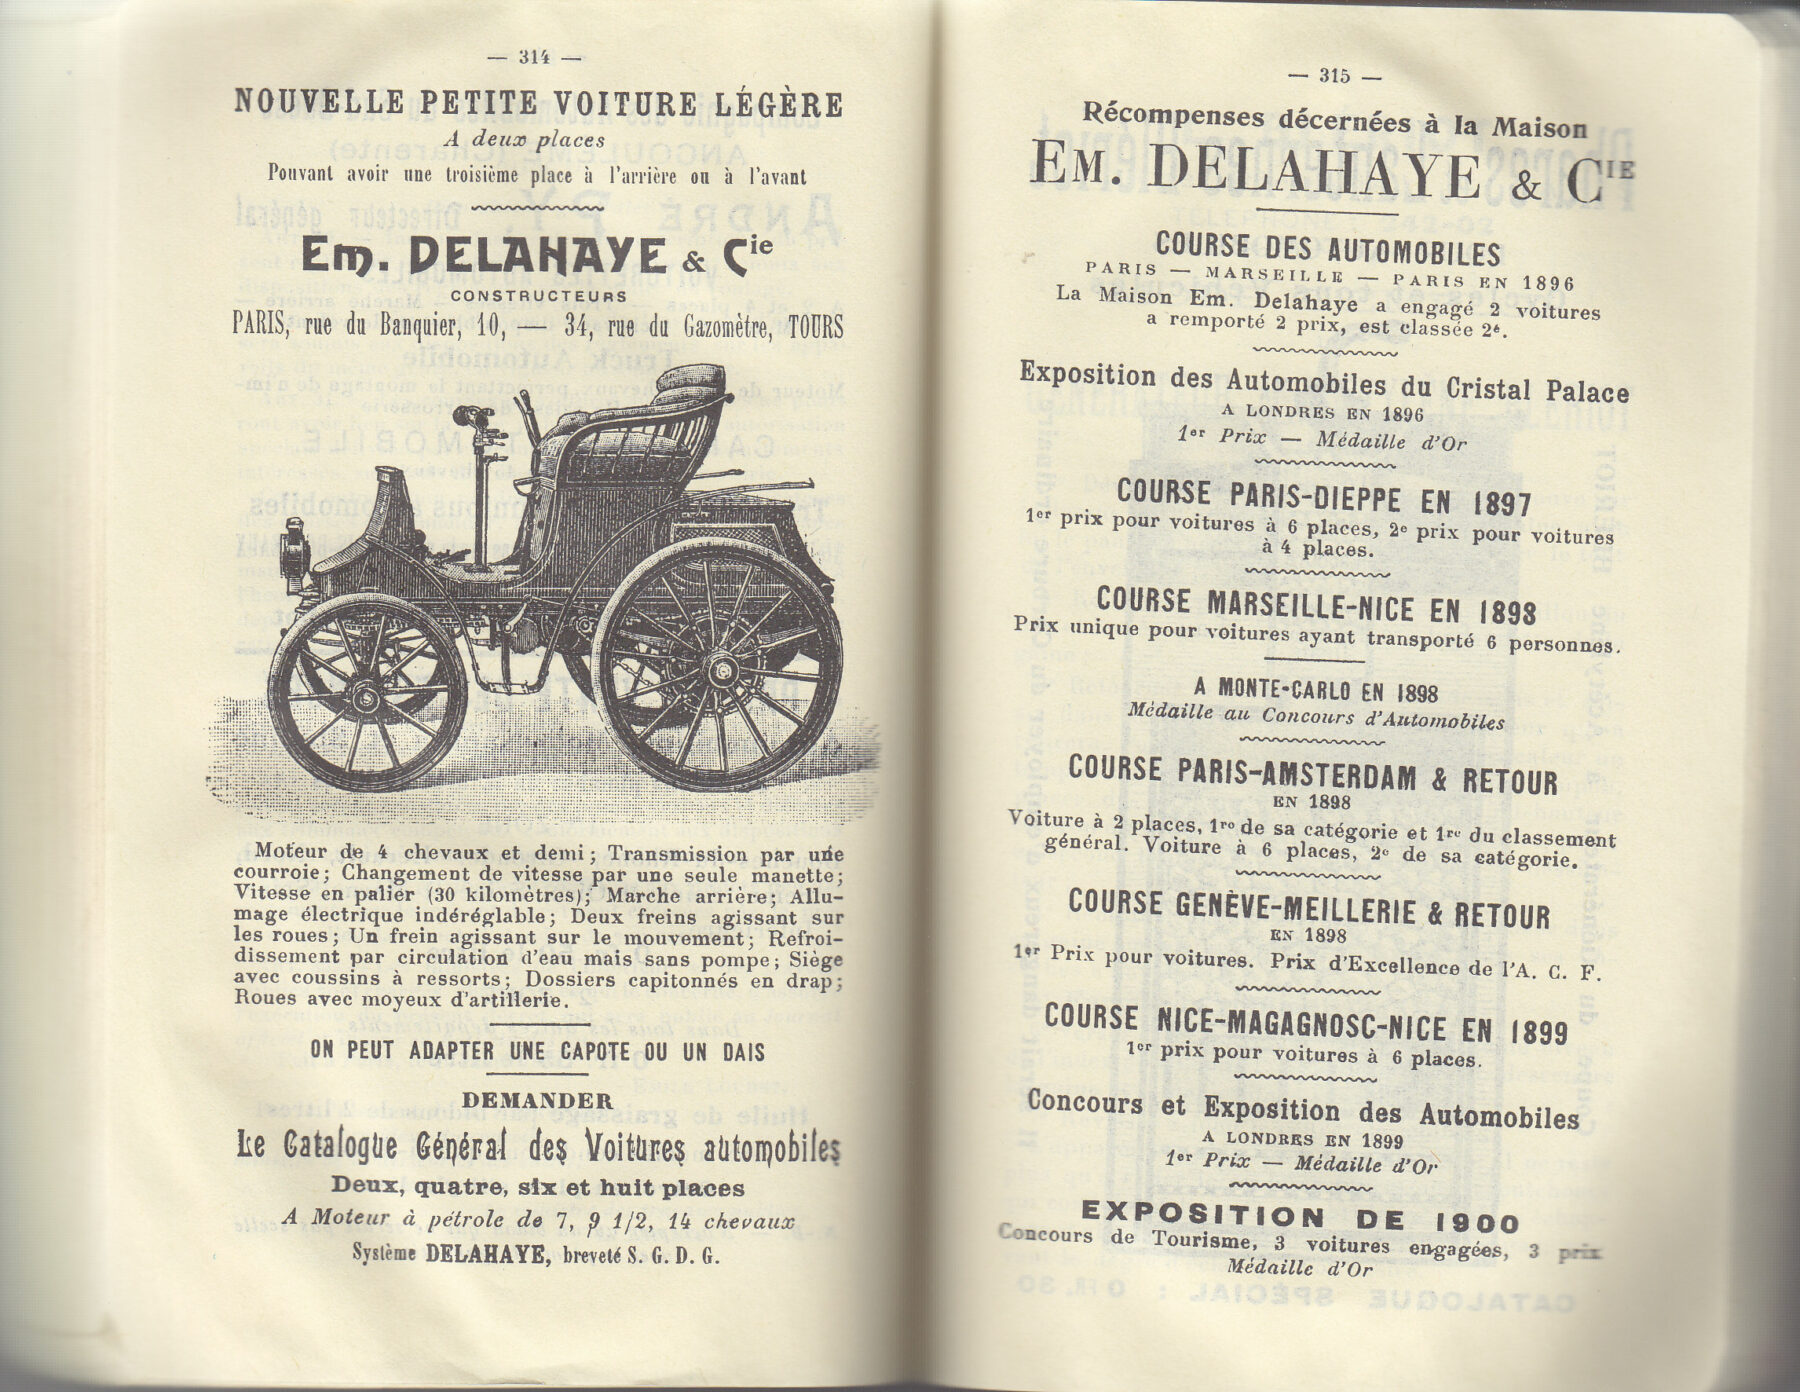 — 314 —
NOUVELLE PETITE VOITURE LÉGÈRE
A deux places
Pouvant avoir une troisième place à l'arrière ou à l'avant
Em. DELAHAYE & Cie
CONSTRUCTEURS
PARIS, rue du Banquier, 10, — 34, rue du Gazomètre, TOURS
Moteur de 4 chevaux et demi; Transmission par une
courroie; Changement de vitesse par une seule manette;
Vitesse en palier (30 kilomètres); Marche arrière; Allu-
mage électrique indéréglable; Deux freins agissant sur
les roues; Un frein agissant sur le mouvement; Refroi-
dissement par circulation d'eau mais sans pompe; Siège
avec coussins à ressorts; Dossiers capitonnés en drap;
Roues avec moyeux d'artillerie.
ON PEUT ADAPTER UNE CAPOTE OU UN DAIS
DEMANDER
Le Catalogue Général des Voitures automobiles
Deux, quatre, six et huit places
A Moteur à pétrole de 7, 9 1/2, 14 chevaux
Système DELAHAYE, breveté S. G. D. G.
— 315 —
Récompenses décernées à la Maison
EM. DELAHAYE & CIE
COURSE DES AUTOMOBILES
PARIS — MARSEILLE — PARIS EN 1896
La Maison Em. Delahaye a engagé 2 voitures
a remporté 2 prix, est classée 2e.
Exposition des Automobiles du Cristal Palace
A LONDRES EN 1896
1er Prix — Médaille d'Or
COURSE PARIS-DIEPPE EN 1897
1er prix pour voitures à 6 places, 2e prix pour voitures
à 4 places.
COURSE MARSEILLE-NICE EN 1898
Prix unique pour voitures ayant transporté 6 personnes.
A MONTE-CARLO EN 1898
Médaille au Concours d'Automobiles
COURSE PARIS-AMSTERDAM & RETOUR
EN 1898
Voiture à 2 places, 1re de sa catégorie et 1re du classement
général. Voiture à 6 places, 2e de sa catégorie.
COURSE GENÈVE-MEILLERIE & RETOUR
EN 1898
1er Prix pour voitures. Prix d'Excellence de l'A. C. F.
COURSE NICE-MAGAGNOSC-NICE EN 1899
1er prix pour voitures à 6 places.
Concours et Exposition des Automobiles
A LONDRES EN 1899
1er Prix — Médaille d'Or
EXPOSITION DE 1900
Concours de Tourisme, 3 voitures engagées, 3 prix
Médaille d'Or